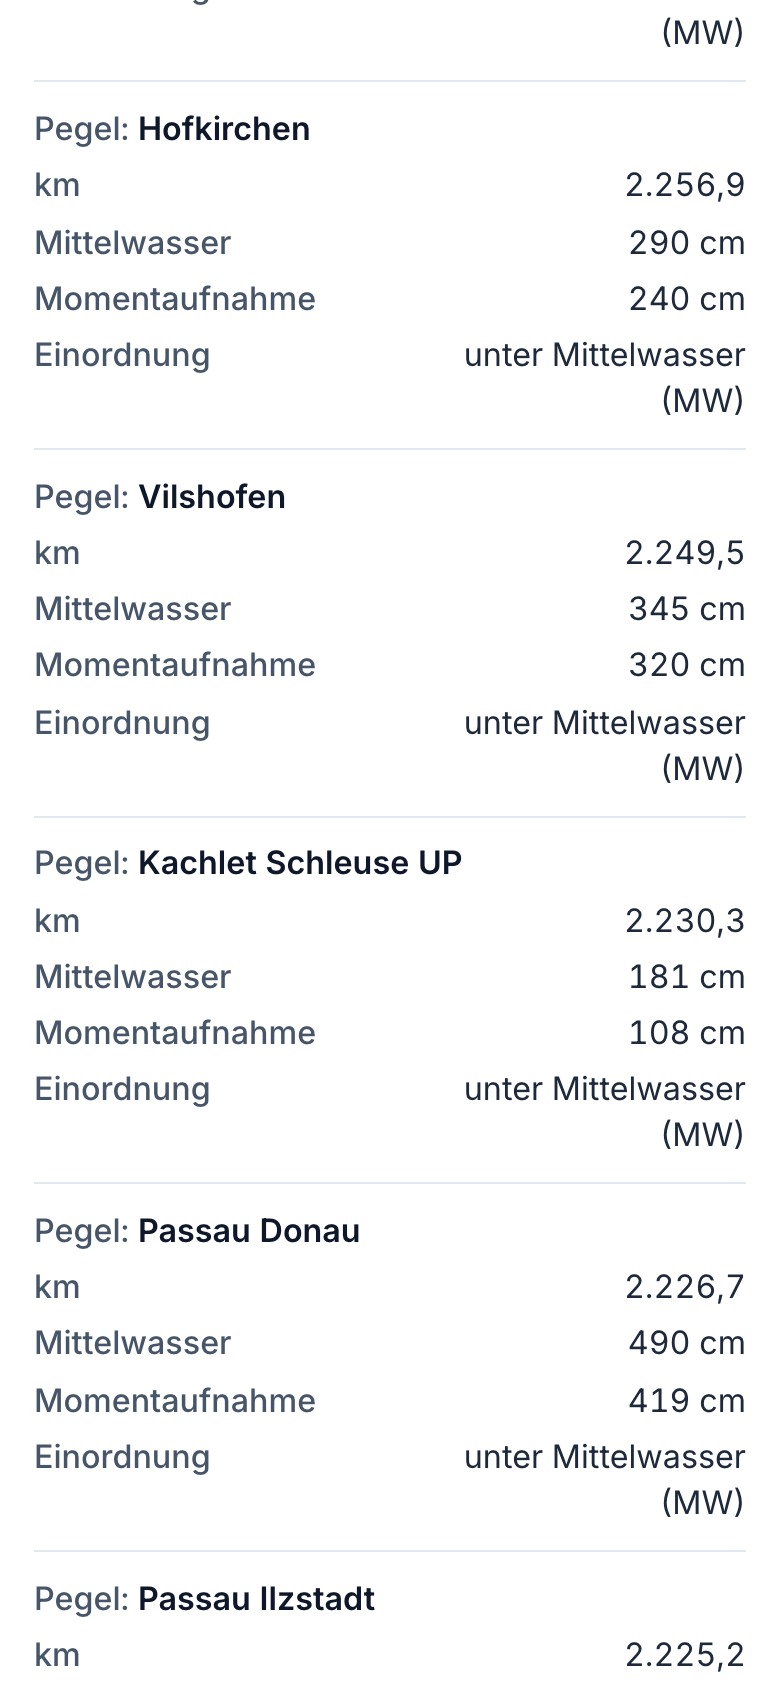 (MW)
Pegel: Hofkirchen
km 2.256,9
Mittelwasser 290 cm
Momentaufnahme 240 cm
Einordnung unter Mittelwasser
(MW)
Pegel: Vilshofen
km 2.249,5
Mittelwasser 345 cm
Momentaufnahme 320 cm
Einordnung unter Mittelwasser
(MW)
Pegel: Kachlet Schleuse UP
km 2.230,3
Mittelwasser 181 cm
Momentaufnahme 108 cm
Einordnung unter Mittelwasser
(MW)
Pegel: Passau Donau
km 2.226,7
Mittelwasser 490 cm
Momentaufnahme 419 cm
Einordnung unter Mittelwasser
(MW)
Pegel: Passau Ilzstadt
km 2.225,2